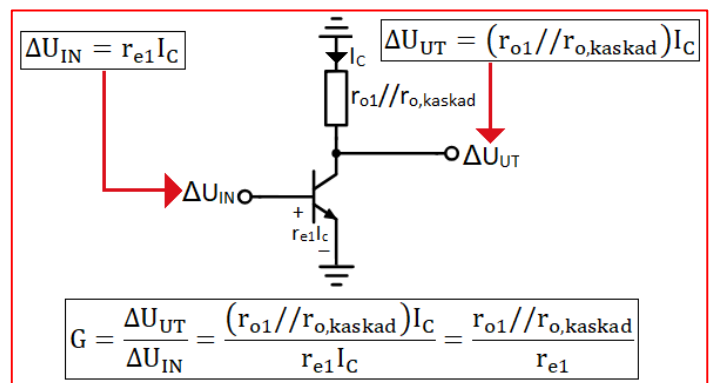 ΔU_IN = r_e1 I_C
ΔU_UT = (r_o1//r_o,kaskad)I_C
I_C
r_o1//r_o,kaskad
ΔU_UT
ΔU_IN
+
r_e1 I_c
−
G = ΔU_UT / ΔU_IN = (r_o1//r_o,kaskad)I_C / r_e1 I_C = r_o1//r_o,kaskad / r_e1